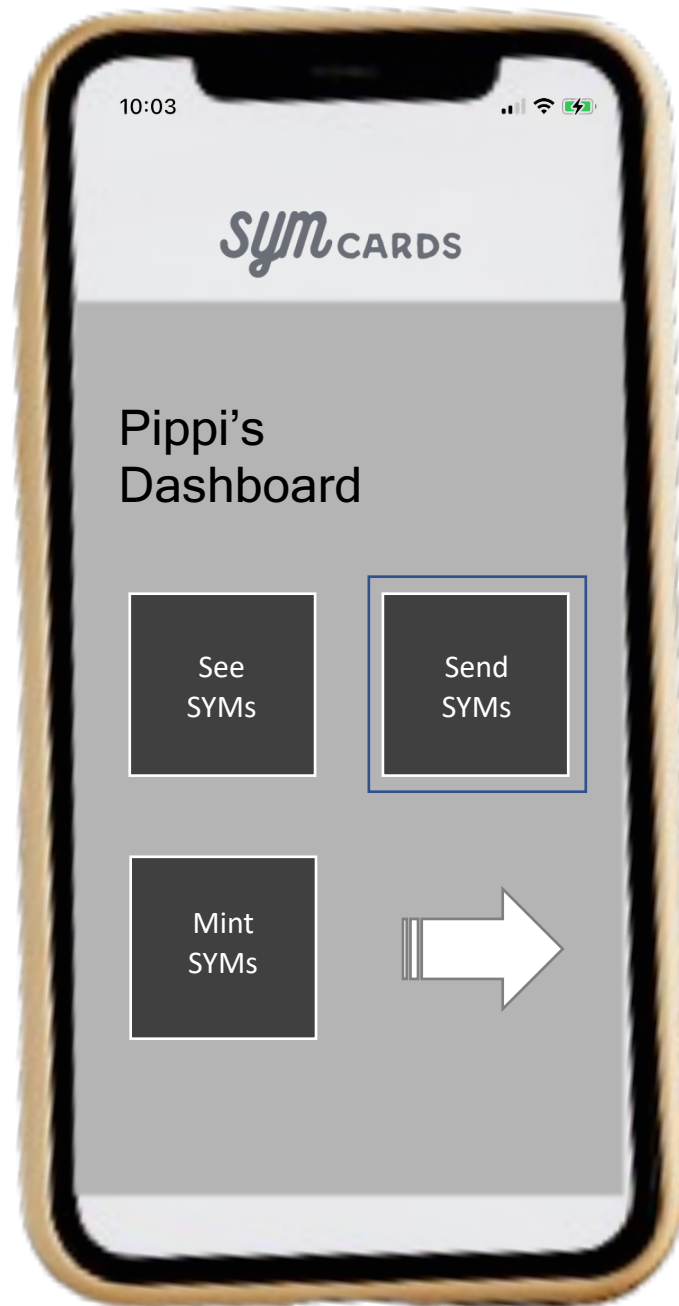 10:03
sym CARDS
Pippi's
Dashboard
See
SYMs
Send
SYMs
Mint
SYMs